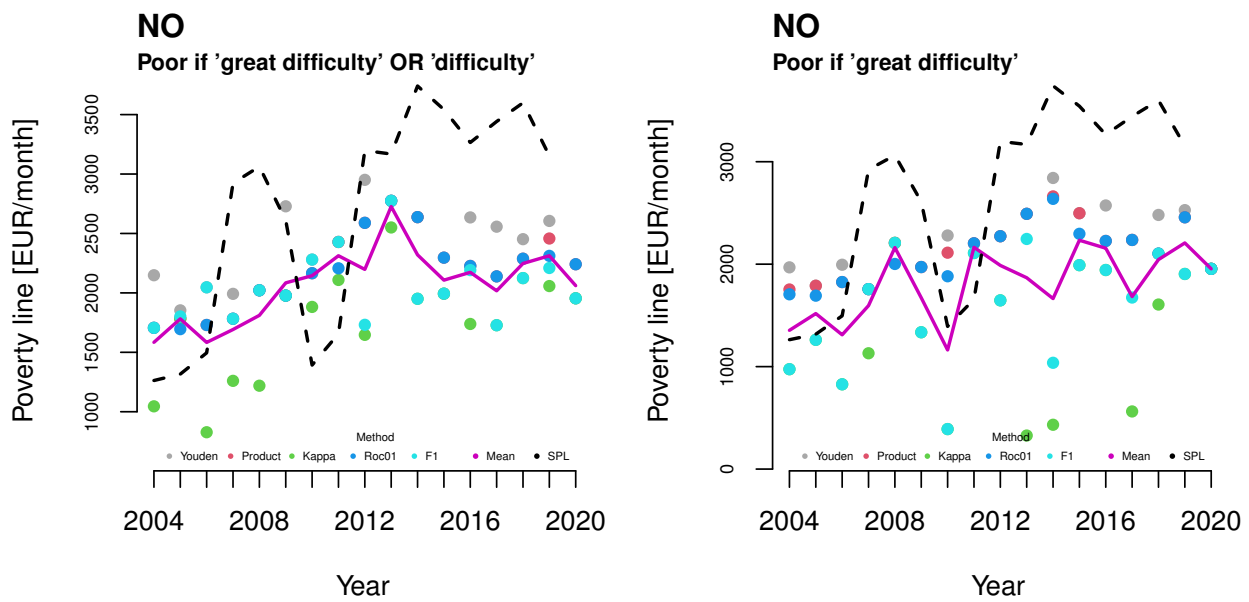 NO
Poor if 'great difficulty' OR 'difficulty'
Poverty line [EUR/month]
3500
3000
2500
2000
1500
1000
Method
Youden Product Kappa Roc01 F1 Mean SPL
2004 2008 2012 2016 2020
Year
NO
Poor if 'great difficulty'
Poverty line [EUR/month]
3000
2000
1000
0
Method
Youden Product Kappa Roc01 F1 Mean SPL
2004 2008 2012 2016 2020
Year